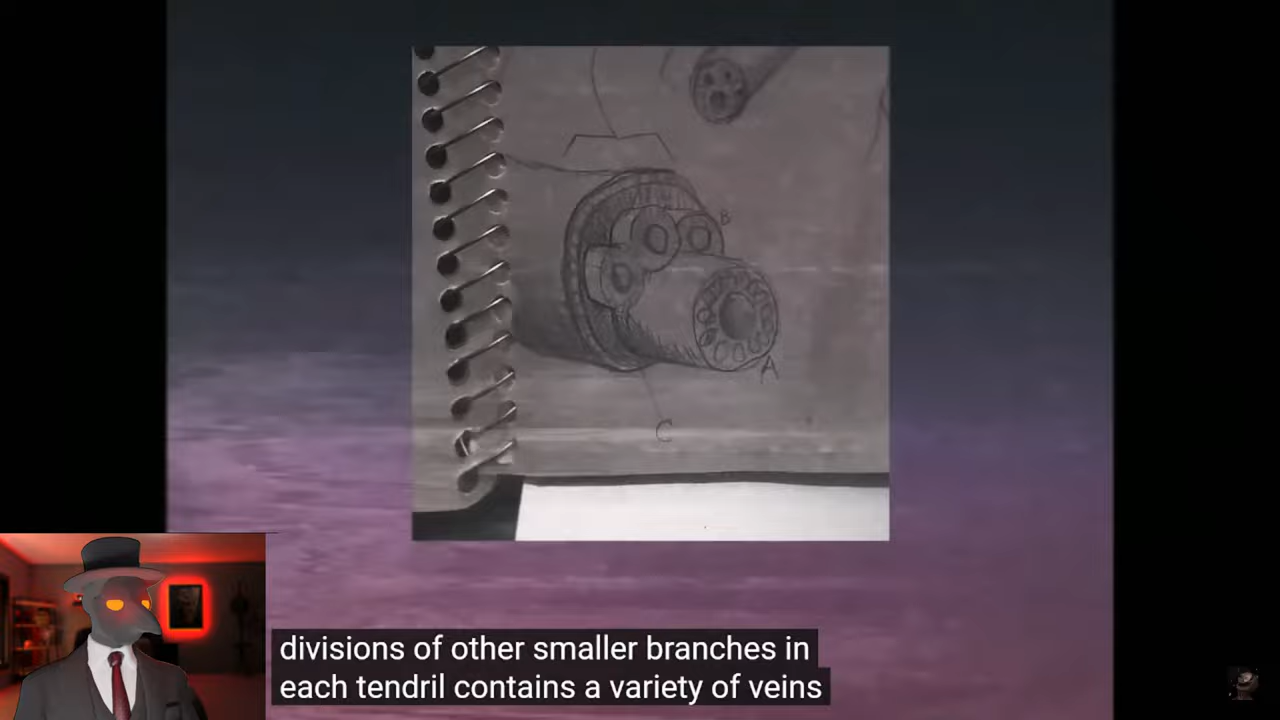 B
A
C
divisions of other smaller branches in
each tendril contains a variety of veins